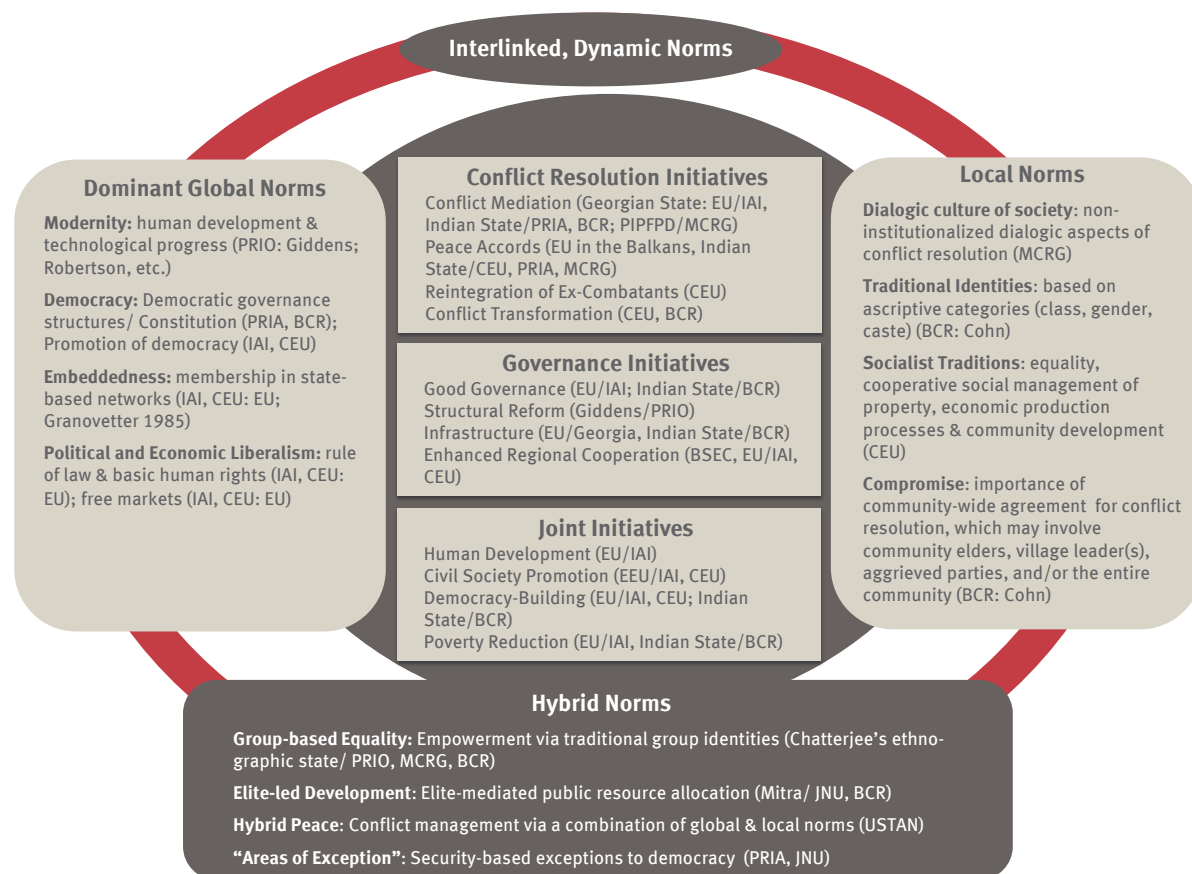 Interlinked, Dynamic Norms
Dominant Global Norms
Modernity: human development &
technological progress (PRIO: Giddens;
Robertson, etc.)
Democracy: Democratic governance
structures/ Constitution (PRIA, BCR);
Promotion of democracy (IAI, CEU)
Embeddedness: membership in state-
based networks (IAI, CEU: EU;
Granovetter 1985)
Political and Economic Liberalism: rule
of law & basic human rights (IAI, CEU:
EU); free markets (IAI, CEU: EU)
Conflict Resolution Initiatives
Conflict Mediation (Georgian State: EU/IAI,
Indian State/PRIA, BCR; PIPFPD/MCRG)
Peace Accords (EU in the Balkans, Indian
State/CEU, PRIA, MCRG)
Reintegration of Ex-Combatants (CEU)
Conflict Transformation (CEU, BCR)
Governance Initiatives
Good Governance (EU/IAI; Indian State/BCR)
Structural Reform (Giddens/PRIO)
Infrastructure (EU/Georgia, Indian State/BCR)
Enhanced Regional Cooperation (BSEC, EU/IAI,
CEU)
Joint Initiatives
Human Development (EU/IAI)
Civil Society Promotion (EEU/IAI, CEU)
Democracy-Building (EU/IAI, CEU; Indian
State/BCR)
Poverty Reduction (EU/IAI, Indian State/BCR)
Local Norms
Dialogic culture of society: non-
institutionalized dialogic aspects of
conflict resolution (MCRG)
Traditional Identities: based on
ascriptive categories (class, gender,
caste) (BCR: Cohn)
Socialist Traditions: equality,
cooperative social management of
property, economic production
processes & community development
(CEU)
Compromise: importance of
community-wide agreement for conflict
resolution, which may involve
community elders, village leader(s),
aggrieved parties, and/or the entire
community (BCR: Cohn)
Hybrid Norms
Group-based Equality: Empowerment via traditional group identities (Chatterjee's ethno-
graphic state/ PRIO, MCRG, BCR)
Elite-led Development: Elite-mediated public resource allocation (Mitra/ JNU, BCR)
Hybrid Peace: Conflict management via a combination of global & local norms (USTAN)
"Areas of Exception": Security-based exceptions to democracy (PRIA, JNU)